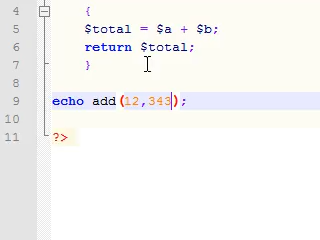 4 {
5 $total = $a + $b;
6 return $total;
7 }
8
9 echo add(12,343);
10
11 ?>